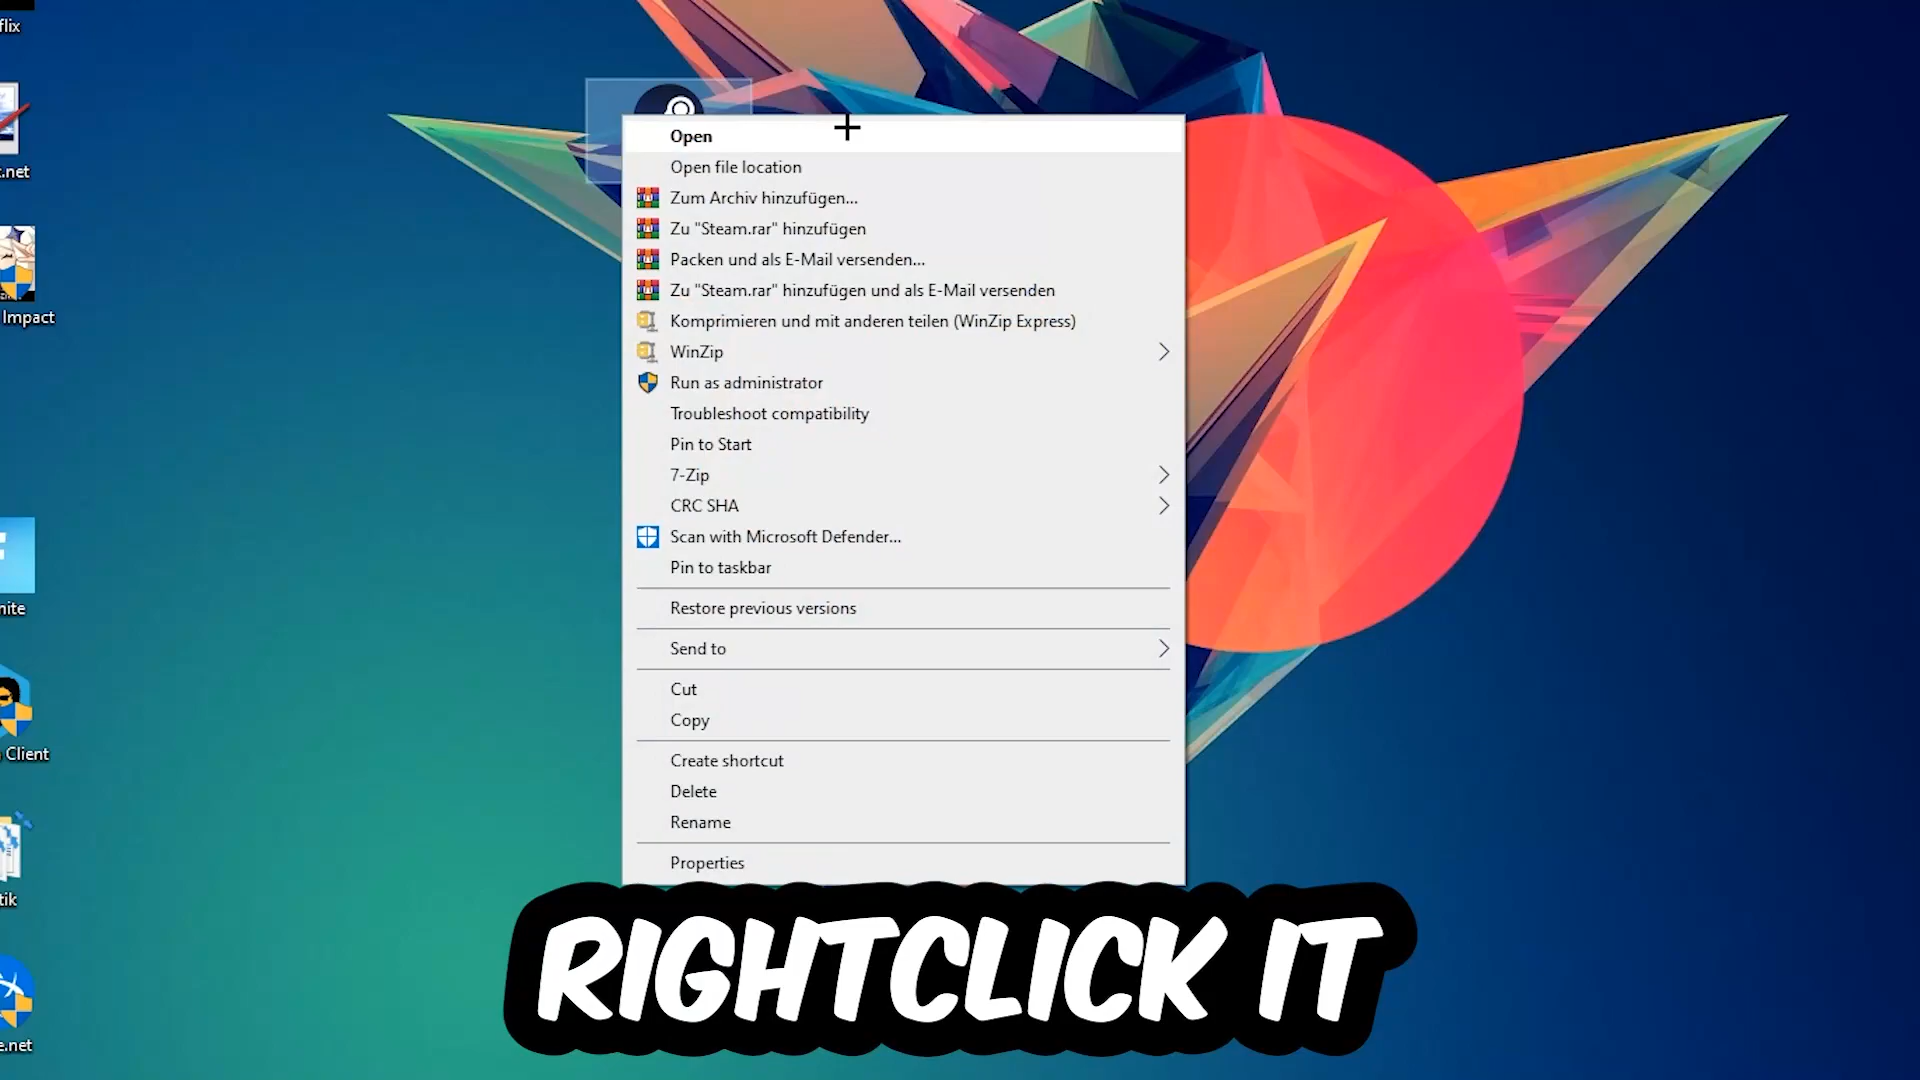 flix
t.net
Impact
nite
Client
tik
e.net
Open
Open file location
Zum Archiv hinzufügen...
Zu "Steam.rar" hinzufügen
Packen und als E-Mail versenden...
Zu "Steam.rar" hinzufügen und als E-Mail versenden
Komprimieren und mit anderen teilen (WinZip Express)
WinZip
Run as administrator
Troubleshoot compatibility
Pin to Start
7-Zip
CRC SHA
Scan with Microsoft Defender...
Pin to taskbar
Restore previous versions
Send to
Cut
Copy
Create shortcut
Delete
Rename
Properties
RIGHTCLICK IT